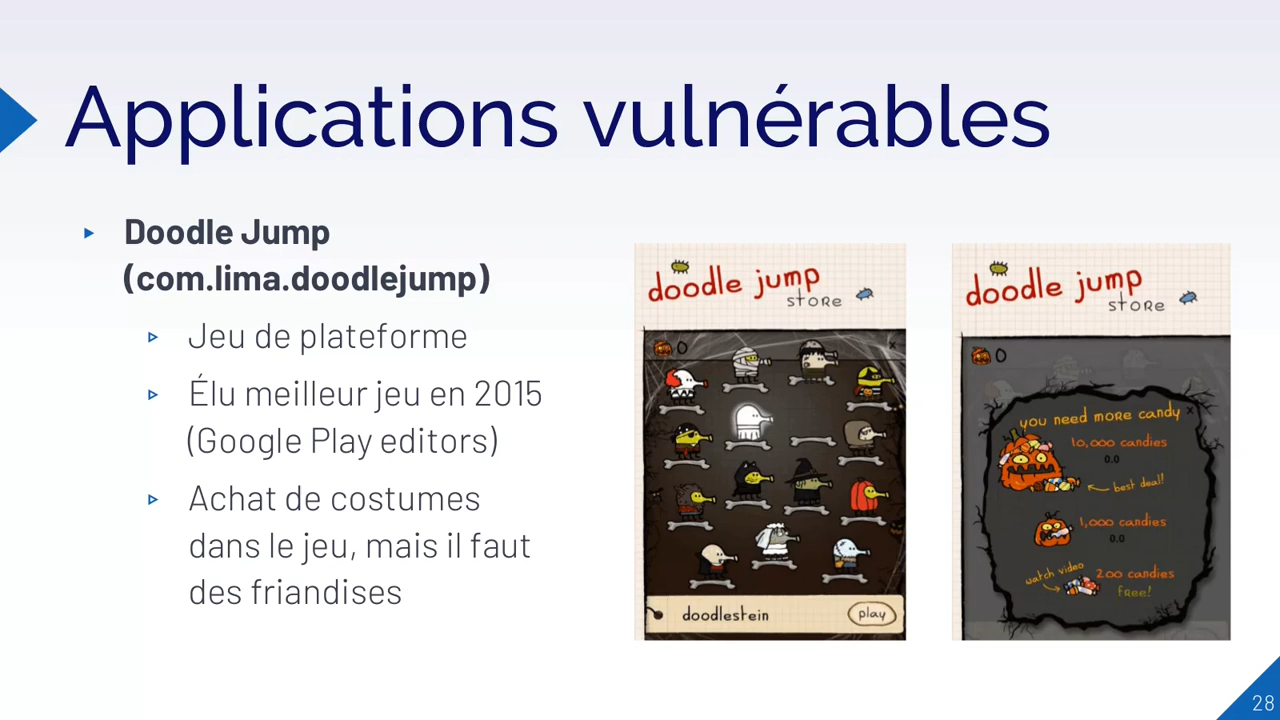 Applications vulnérables
Doodle Jump
(com.lima.doodlejump)
Jeu de plateforme
Élu meilleur jeu en 2015
(Google Play editors)
Achat de costumes
dans le jeu, mais il faut
des friandises
doodle jump
store
0
x
doodlestein
play
doodle jump
store
0
you need more candy
10,000 candies
0.0
best deal!
1,000 candies
0.0
watch video
200 candies
free!
28